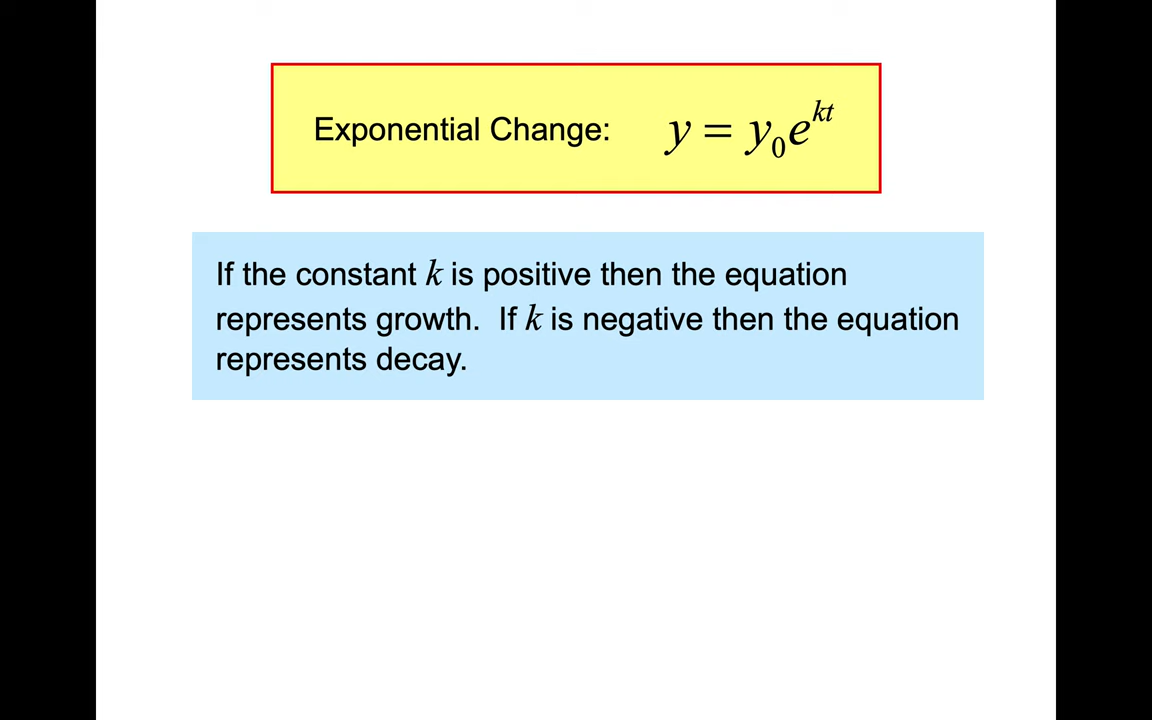 Exponential Change: y = y₀e^{kt}
If the constant k is positive then the equation
represents growth.  If k is negative then the equation
represents decay.